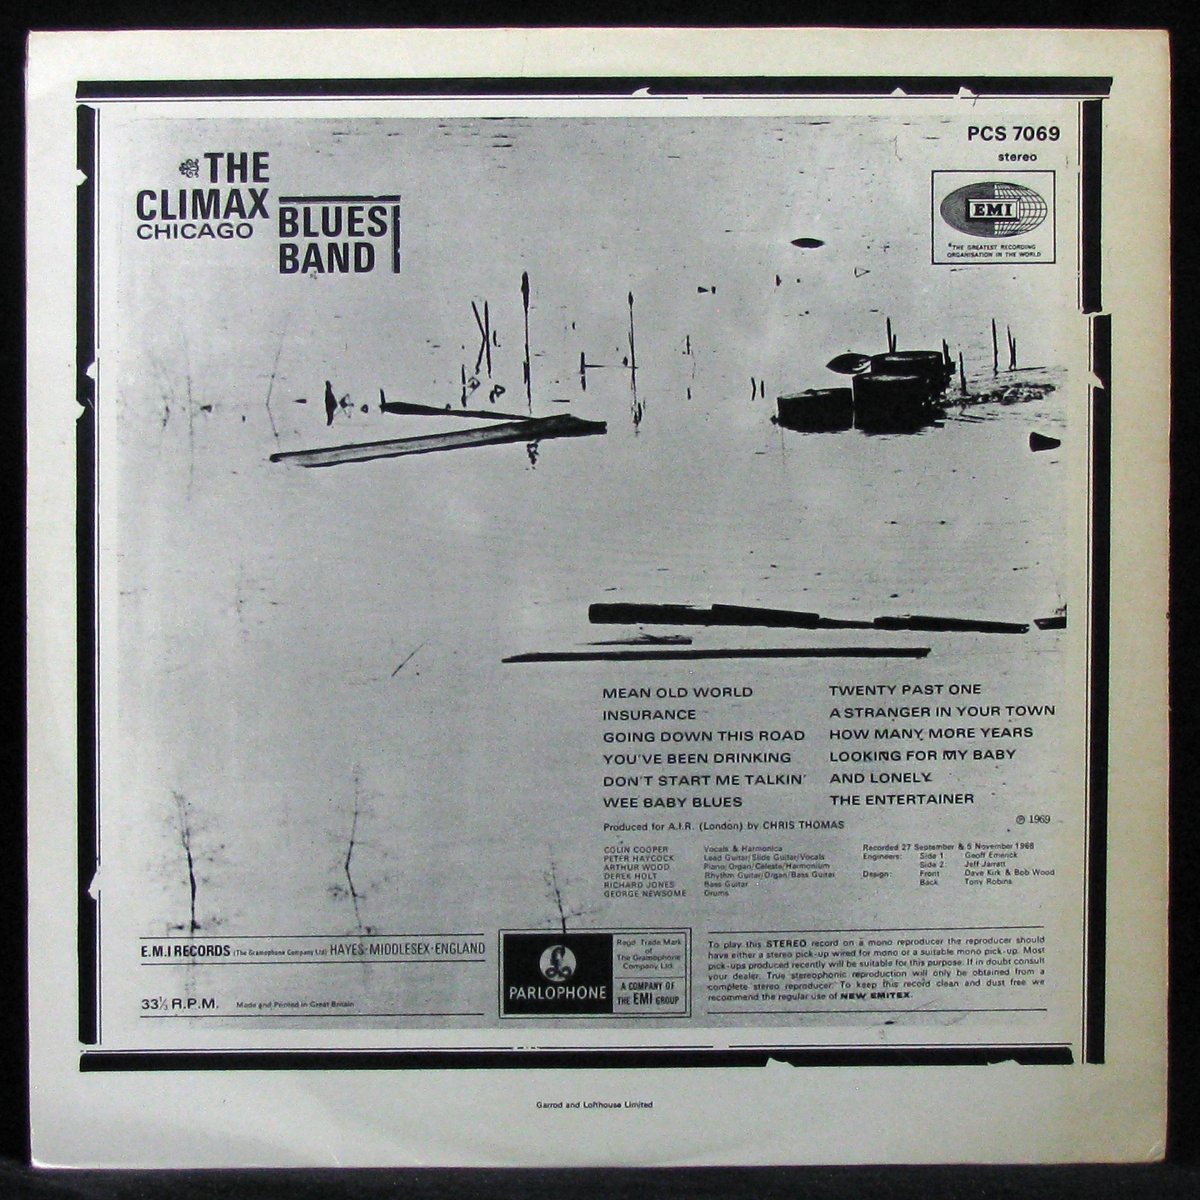 THE
CLIMAX
CHICAGO
BLUES
BAND
PCS 7069
stereo
EMI
"THE GREATEST RECORDING
ORGANISATION IN THE WORLD
MEAN OLD WORLD
INSURANCE
GOING DOWN THIS ROAD
YOU'VE BEEN DRINKING
DON'T START ME TALKIN'
WEE BABY BLUES
TWENTY PAST ONE
A STRANGER IN YOUR TOWN
HOW MANY MORE YEARS
LOOKING FOR MY BABY
AND LONELY
THE ENTERTAINER
Produced for A.I.R. (London) by CHRIS THOMAS
℗ 1969
COLIN COOPER Vocals & Harmonica
PETER HAYCOCK Lead Guitar/Slide Guitar/Vocals
ARTHUR WOOD Piano/Organ/Celeste/Harmonium
DEREK HOLT Rhythm Guitar/Organ/Bass Guitar
RICHARD JONES Bass Guitar
GEORGE NEWSOME Drums
Recorded 27 September & 5 November 1968
Engineers: Side 1 Geoff Emerick
Side 2 Jeff Jarratt
Design: Front Dave Kirk & Bob Wood
Back Tony Robins
E.M.I RECORDS (The Gramophone Company Ltd) HAYES·MIDDLESEX·ENGLAND
33⅓ R.P.M. Made and Printed in Great Britain
PARLOPHONE
Regd. Trade Mark
of
The Gramophone
Company Ltd.
A COMPANY OF
THE EMI GROUP
To play this STEREO record on a mono reproducer the reproducer should
have either a stereo pick-up wired for mono or a suitable mono pick-up. Most
pick-ups produced recently will be suitable for this purpose. If in doubt consult
your dealer. True stereophonic reproduction will only be obtained from a
complete stereo reproducer. To keep this record clean and dust free we
recommend the regular use of NEW EMITEX.
Garrod and Lofthouse Limited